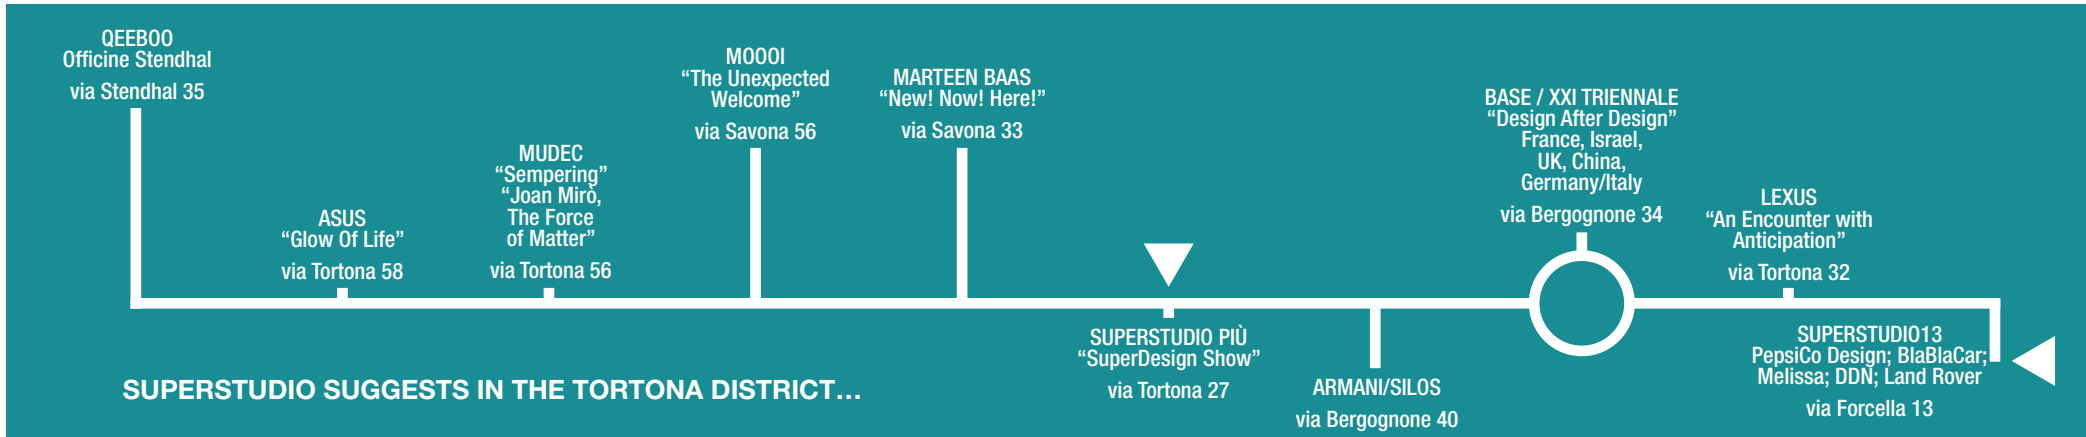 QEEBOO
Officine Stendhal
via Stendhal 35
ASUS
“Glow Of Life”
via Tortona 58
MUDEC
“Sempering”
“Joan Mirò,
The Force
of Matter”
via Tortona 56
MOOOI
“The Unexpected
Welcome”
via Savona 56
MARTEEN BAAS
“New! Now! Here!”
via Savona 33
SUPERSTUDIO PIÙ
“SuperDesign Show”
via Tortona 27
ARMANI/SILOS
via Bergognone 40
BASE / XXI TRIENNALE
“Design After Design”
France, Israel,
UK, China,
Germany/Italy
via Bergognone 34
LEXUS
“An Encounter with
Anticipation”
via Tortona 32
SUPERSTUDIO13
PepsiCo Design; BlaBlaCar;
Melissa; DDN; Land Rover
via Forcella 13
SUPERSTUDIO SUGGESTS IN THE TORTONA DISTRICT…